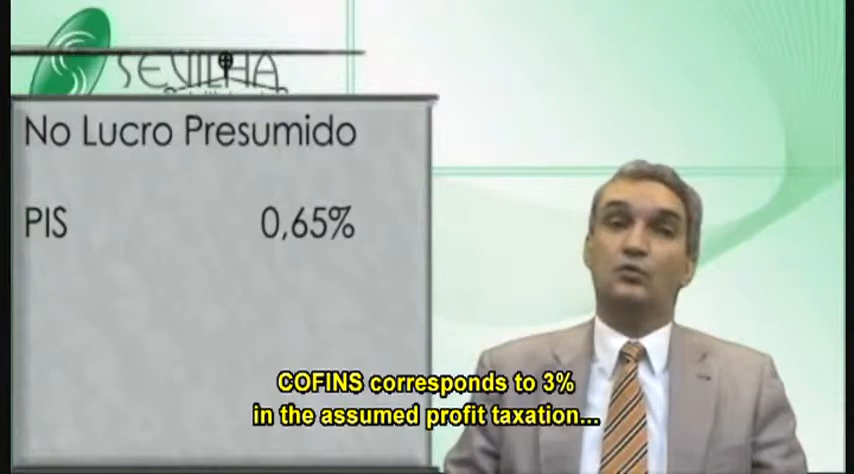 SEVILHA
No Lucro Presumido
PIS 0,65%
COFINS corresponds to 3%
in the assumed profit taxation...